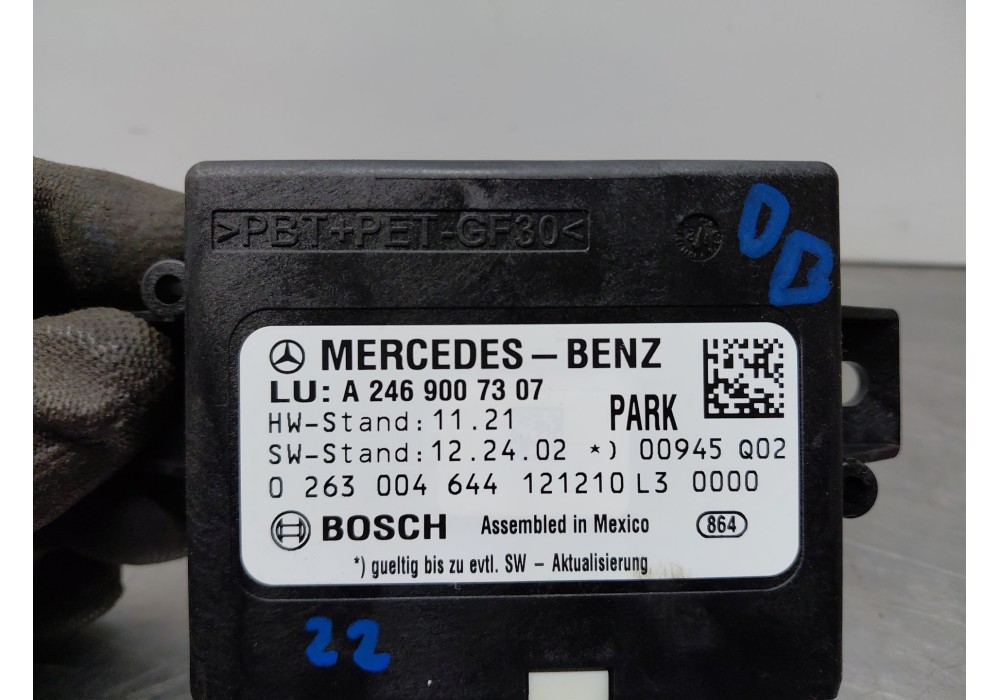 >PBT+PET-GF30<
DB
MERCEDES – BENZ
LU: A 246 900 73 07
HW-Stand: 11.21
PARK
SW-Stand: 12.24.02 *) 00945 Q02
0 263 004 644 121210 L3 0000
BOSCH Assembled in Mexico 864
*) gueltig bis zu evtl. SW – Aktualisierung
22